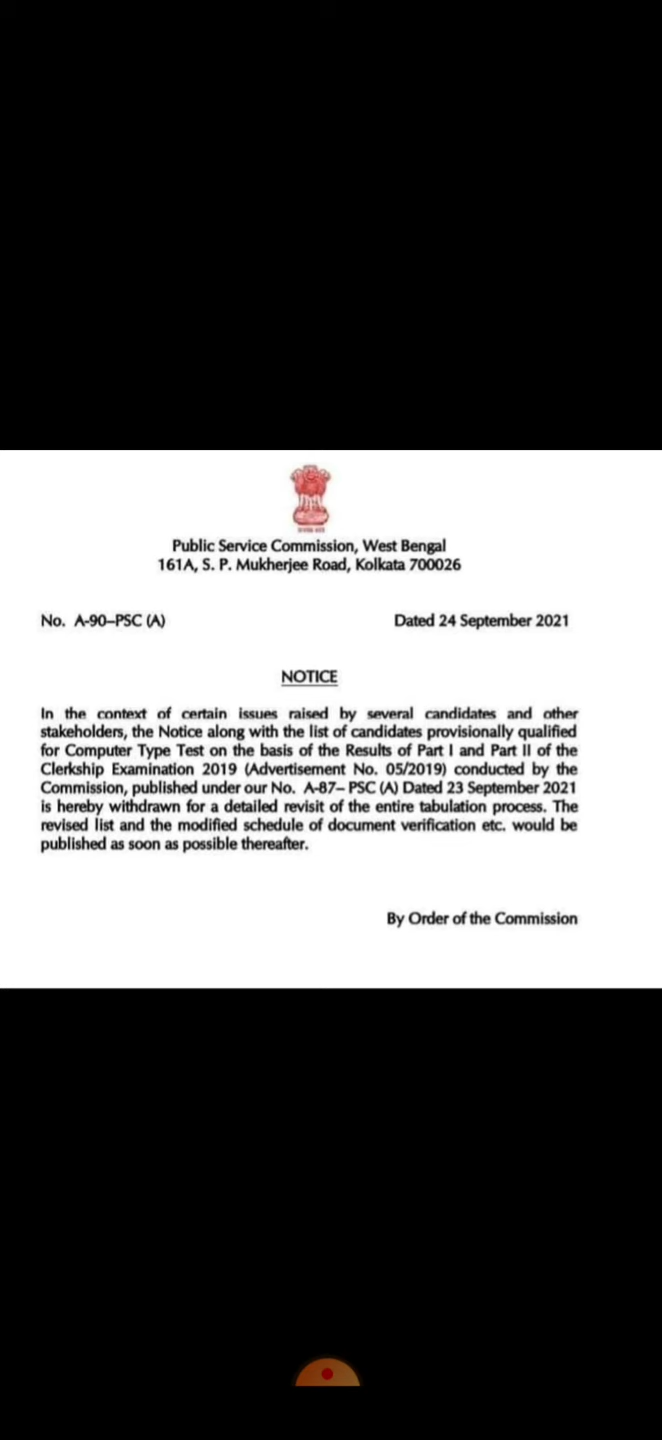 Public Service Commission, West Bengal
161A, S. P. Mukherjee Road, Kolkata 700026
No. A-90–PSC (A) Dated 24 September 2021
NOTICE
In the context of certain issues raised by several candidates and other
stakeholders, the Notice along with the list of candidates provisionally qualified
for Computer Type Test on the basis of the Results of Part I and Part II of the
Clerkship Examination 2019 (Advertisement No. 05/2019) conducted by the
Commission, published under our No. A-87– PSC (A) Dated 23 September 2021
is hereby withdrawn for a detailed revisit of the entire tabulation process. The
revised list and the modified schedule of document verification etc. would be
published as soon as possible thereafter.
By Order of the Commission